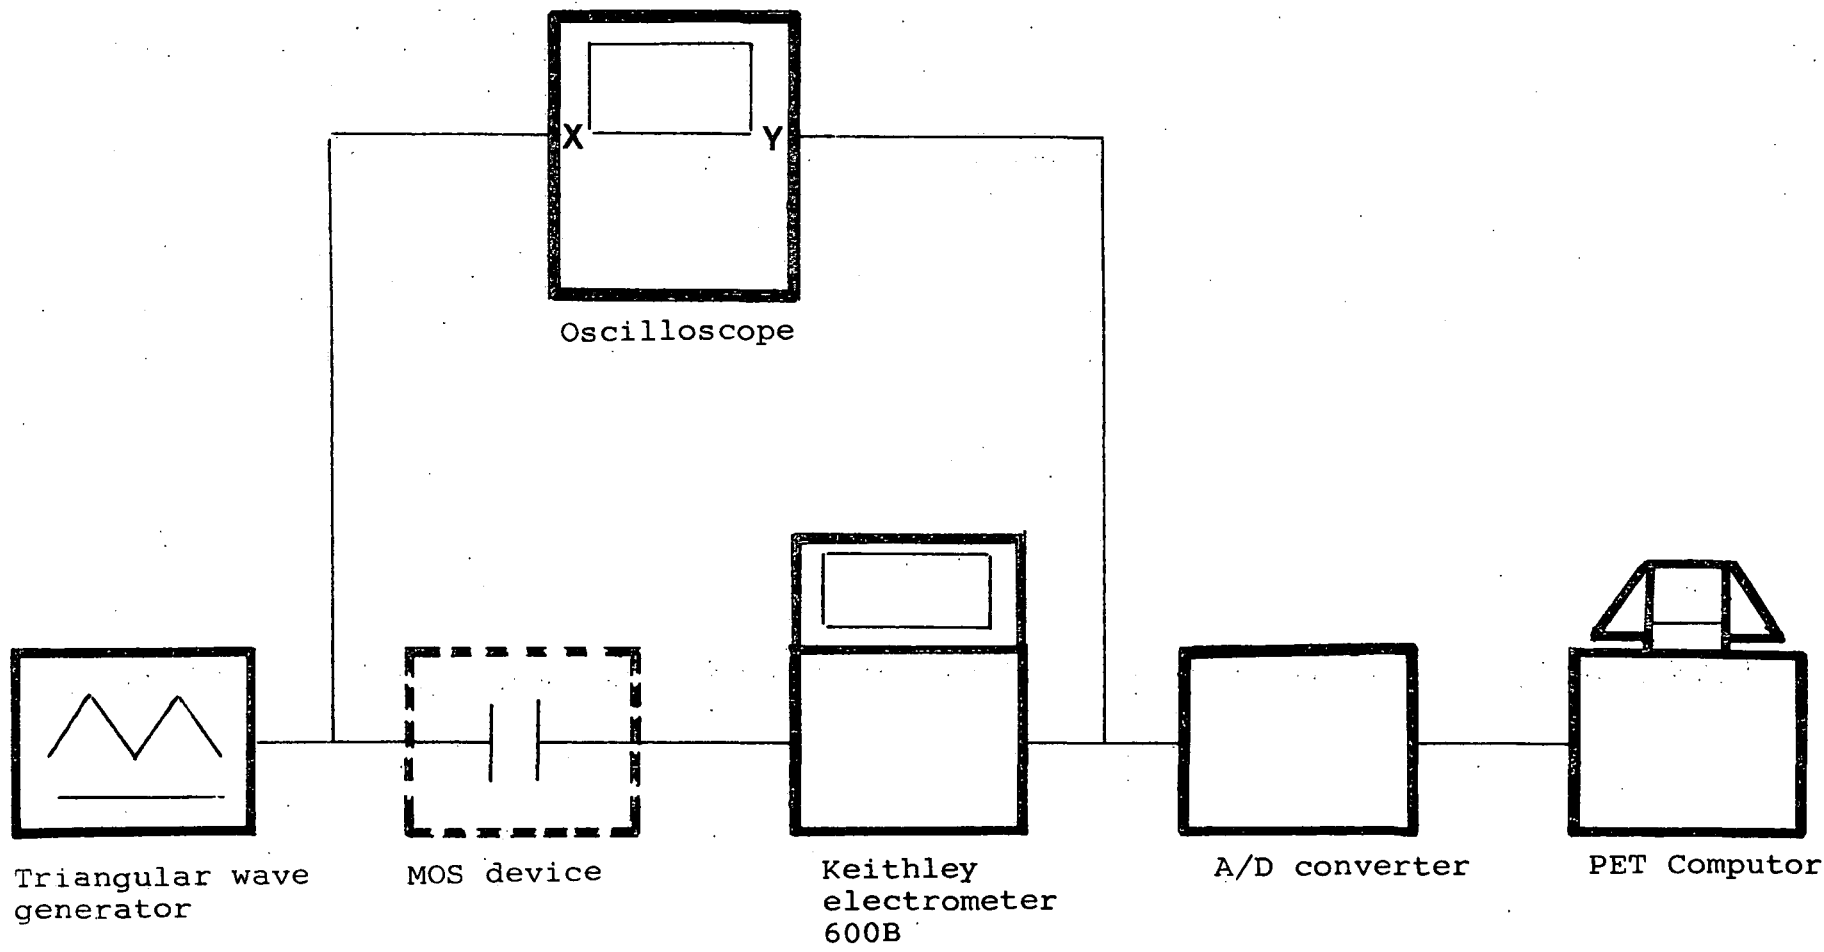 X
Y
Oscilloscope
Triangular wave
generator
MOS device
Keithley
electrometer
600B
A/D converter
PET Computor